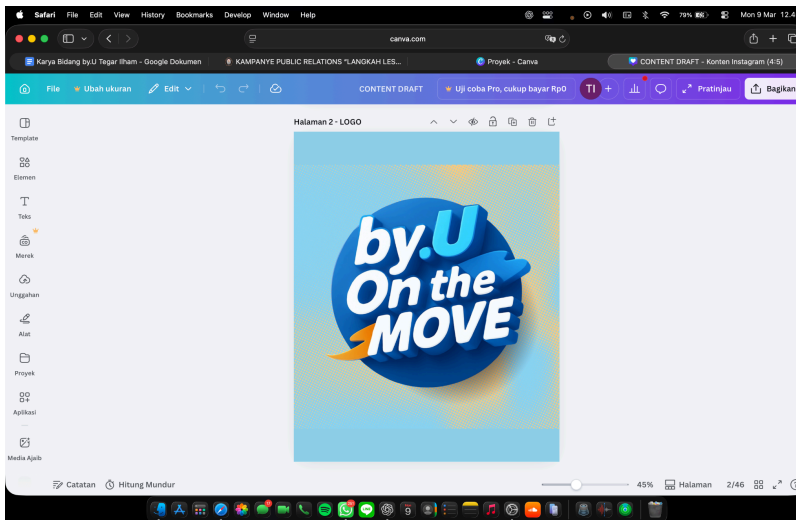 Safari File Edit View History Bookmarks Develop Window Help 79% Mon 9 Mar 12.4
canva.com
Karya Bidang by.U Tegar Ilham - Google Dokumen
KAMPANYE PUBLIC RELATIONS "LANGKAH LES...
Proyek - Canva
CONTENT DRAFT - Konten Instagram (4:5)
File Ubah ukuran Edit CONTENT DRAFT Uji coba Pro, cukup bayar Rp0 TI + Pratinjau Bagikan
Halaman 2 - LOGO
Template
Elemen
Teks
Merek
Unggahan
Alat
Proyek
Aplikasi
Media Ajaib
by.U
On the
MOVE
Catatan Hitung Mundur 45% Halaman 2/46
9